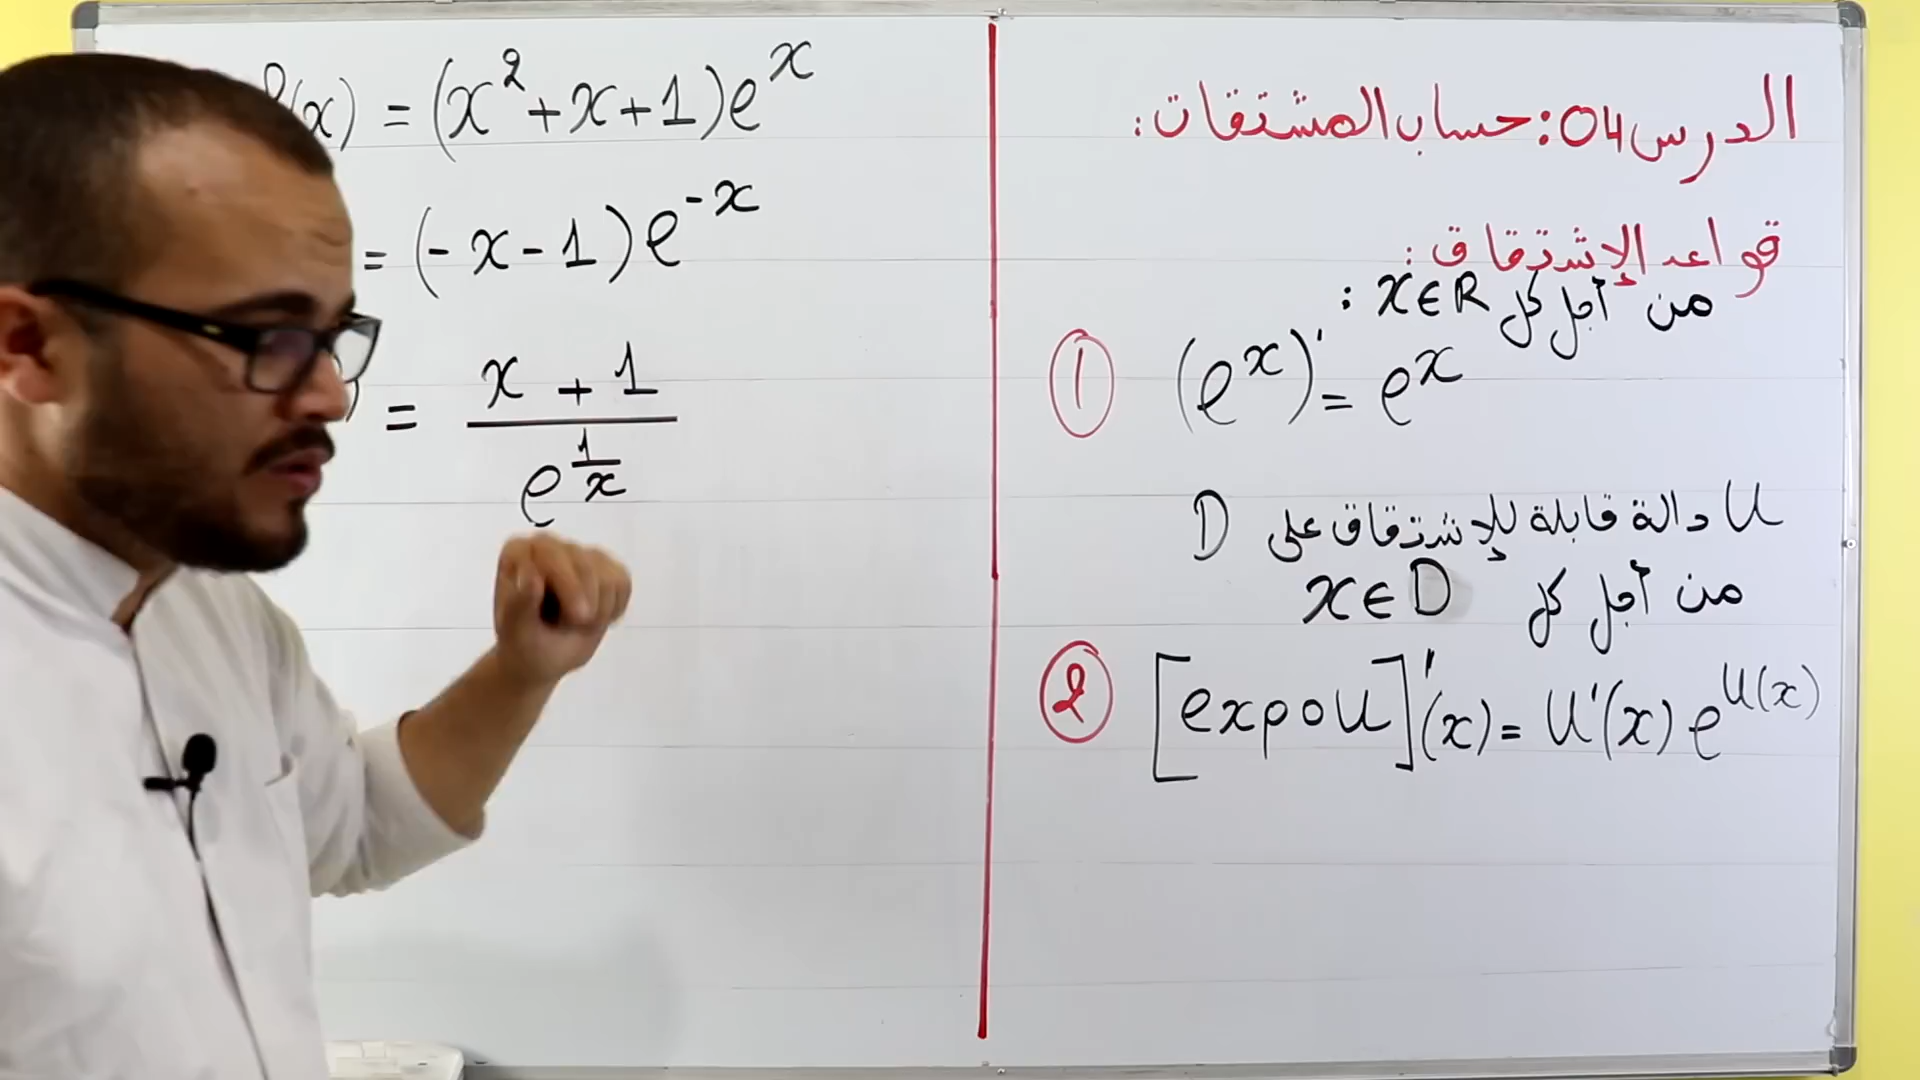 الدرس 04: حساب المشتقات:
قواعد الإشتقاق:
من أجل كل x∈R :
① (e^x)' = e^x
U دالة قابلة للإشتقاق على D
من أجل كل x∈D
② [expoU]'(x) = U'(x) e^U(x)
(x) = (x²+x+1)e^x
= (-x-1)e^-x
) = x+1
e^1/x